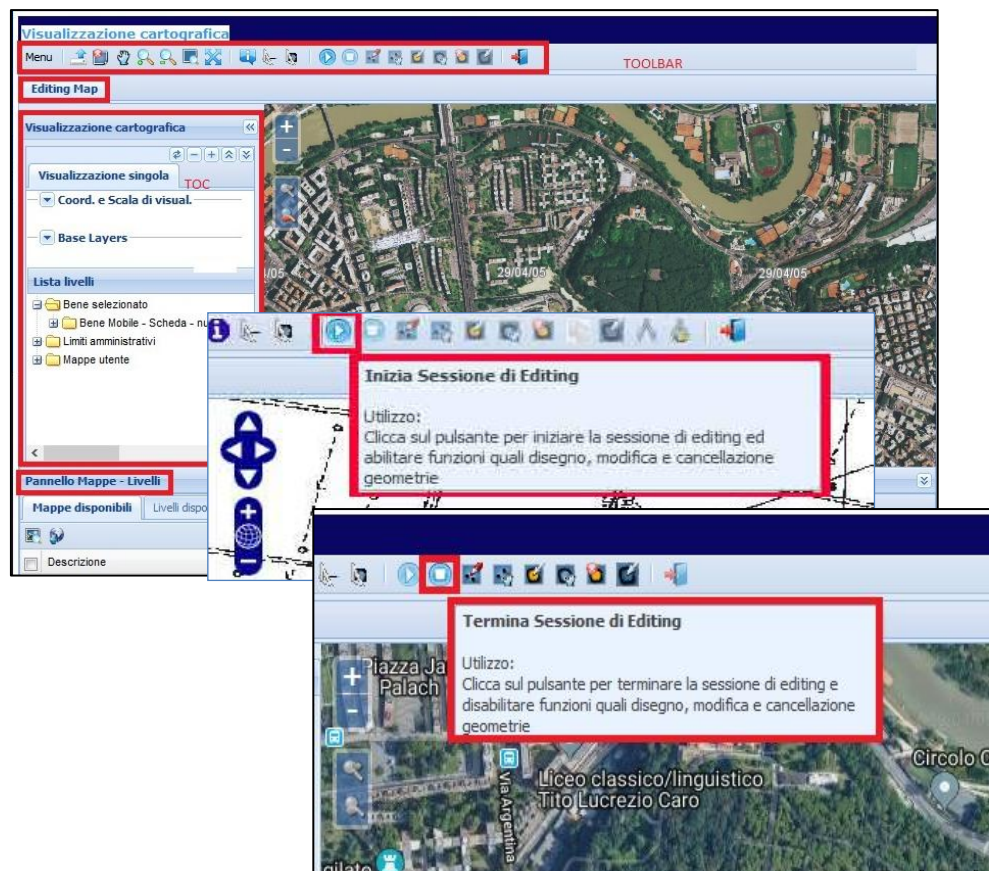 Visualizzazione cartografica
Menu
TOOLBAR
Editing Map
Visualizzazione cartografica
Visualizzazione singola
TOC
Coord. e Scala di visual.
Base Layers
Lista livelli
Bene selezionato
Bene Mobile - Scheda - nu
Limiti amministrativi
Mappe utente
29/04/05
29/04/05
/05
Inizia Sessione di Editing
Utilizzo:
Clicca sul pulsante per iniziare la sessione di editing ed
abilitare funzioni quali disegno, modifica e cancellazione
geometrie
Pannello Mappe - Livelli
Mappe disponibili
Livelli dispo
Descrizione
Termina Sessione di Editing
Utilizzo:
Clicca sul pulsante per terminare la sessione di editing e
disabilitare funzioni quali disegno, modifica e cancellazione
geometrie
Piazza Ja
Palach
Liceo classico/linguistico
Tito Lucrezio Caro
Via Argentina
Circolo C
gilato